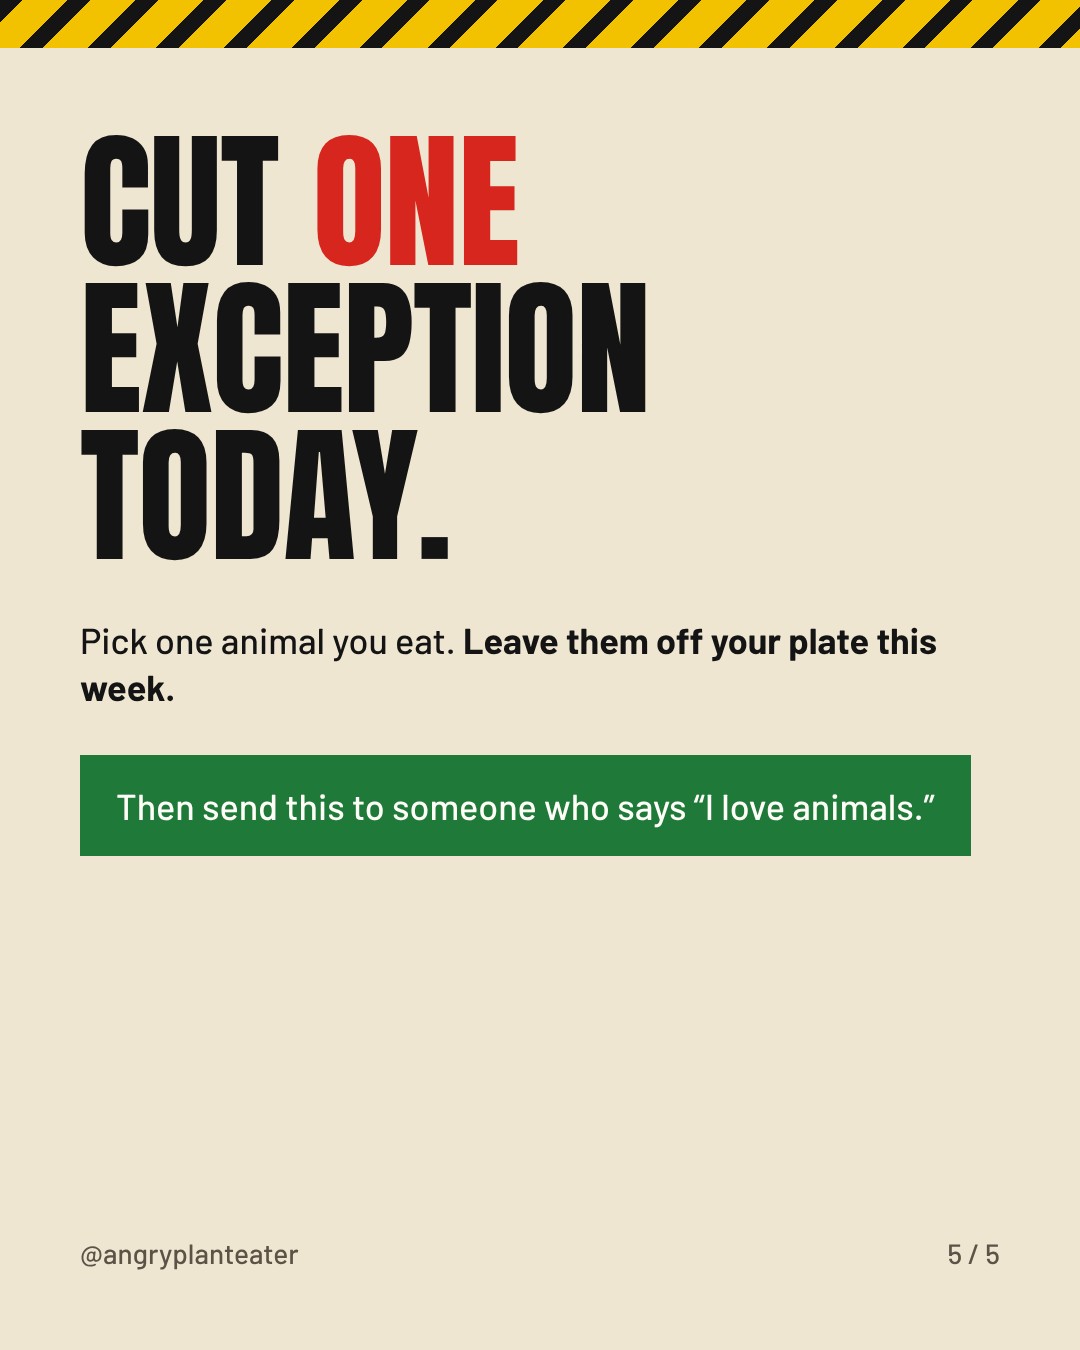 CUT ONE
EXCEPTION
TODAY.
Pick one animal you eat. Leave them off your plate this
week.
Then send this to someone who says “I love animals.”
@angryplanteater
5 / 5